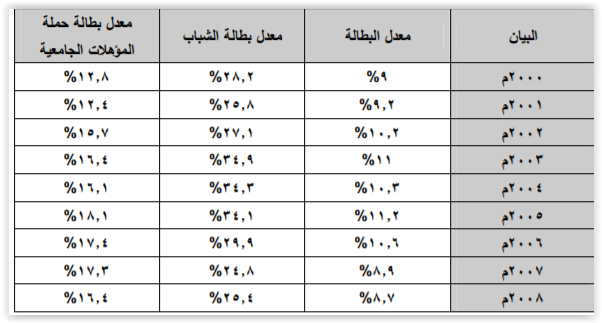 البيان معدل البطالة معدل بطالة الشباب معدل بطالة حملة المؤهلات الجامعية
٢٠٠٠م %٩ %٢٨,٢ %١٢,٨
٢٠٠١م %٩,٢ %٢٥,٨ %١٢,٤
٢٠٠٢م %١٠,٢ %٢٧,١ %١٥,٧
٢٠٠٣م %١١ %٣٤,٩ %١٦,٤
٢٠٠٤م %١٠,٣ %٣٤,٣ %١٦,١
٢٠٠٥م %١١,٢ %٣٤,١ %١٨,١
٢٠٠٦م %١٠,٦ %٢٩,٩ %١٧,٤
٢٠٠٧م %٨,٩ %٢٤,٨ %١٧,٣
٢٠٠٨م %٨,٧ %٢٥,٤ %١٦,٤